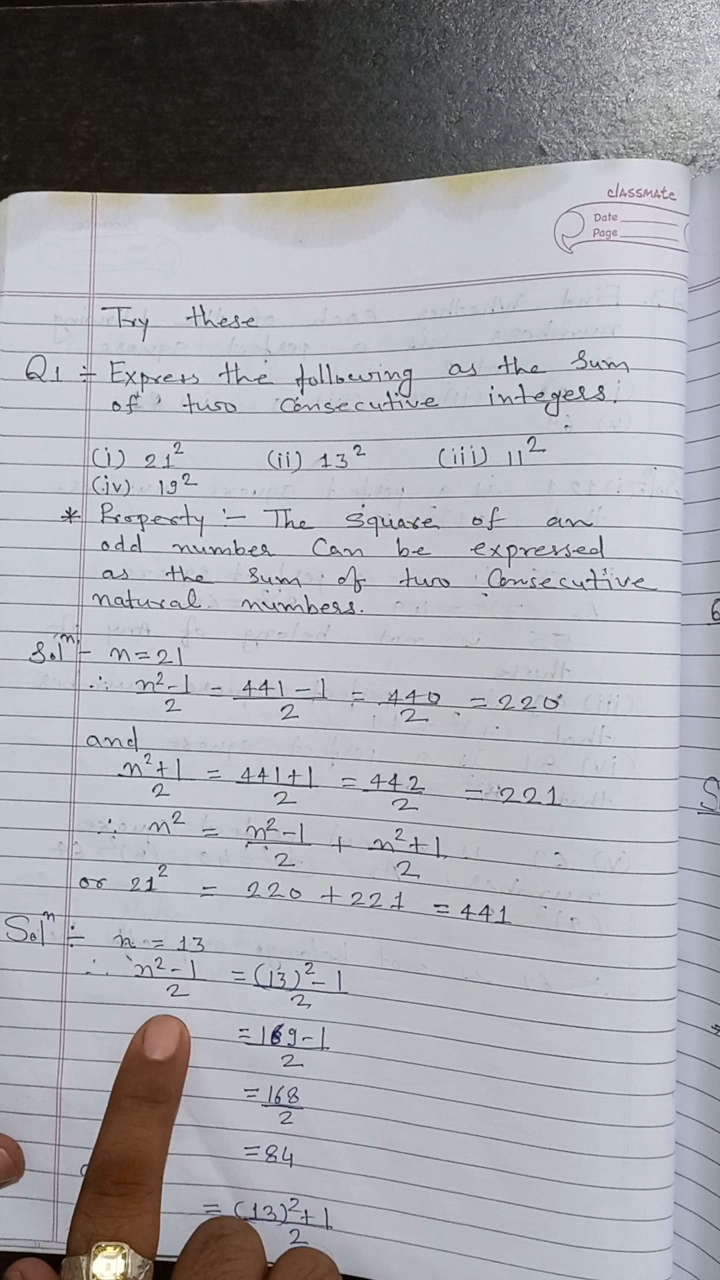 classmate
Date
Page
Try these
Q1 ÷ Express the following as the sum
of two consecutive integers.
(i) 21² (ii) 13² (iii) 11²
(iv) 19²
* Property :- The square of an
odd number can be expressed
as the sum of two consecutive
natural numbers.
Solⁿ- n=21
∴ n²-1/2 = 441-1/2 = 440/2 = 220
and
n²+1/2 = 441+1/2 = 442/2 = 221
∴ n² = n²-1/2 + n²+1/2
or 21² = 220 + 221 = 441
Solⁿ ÷ n = 13
∴ n²-1/2 = (13)²-1/2
= 169-1/2
= 168/2
= 84
= (13)²+1/2